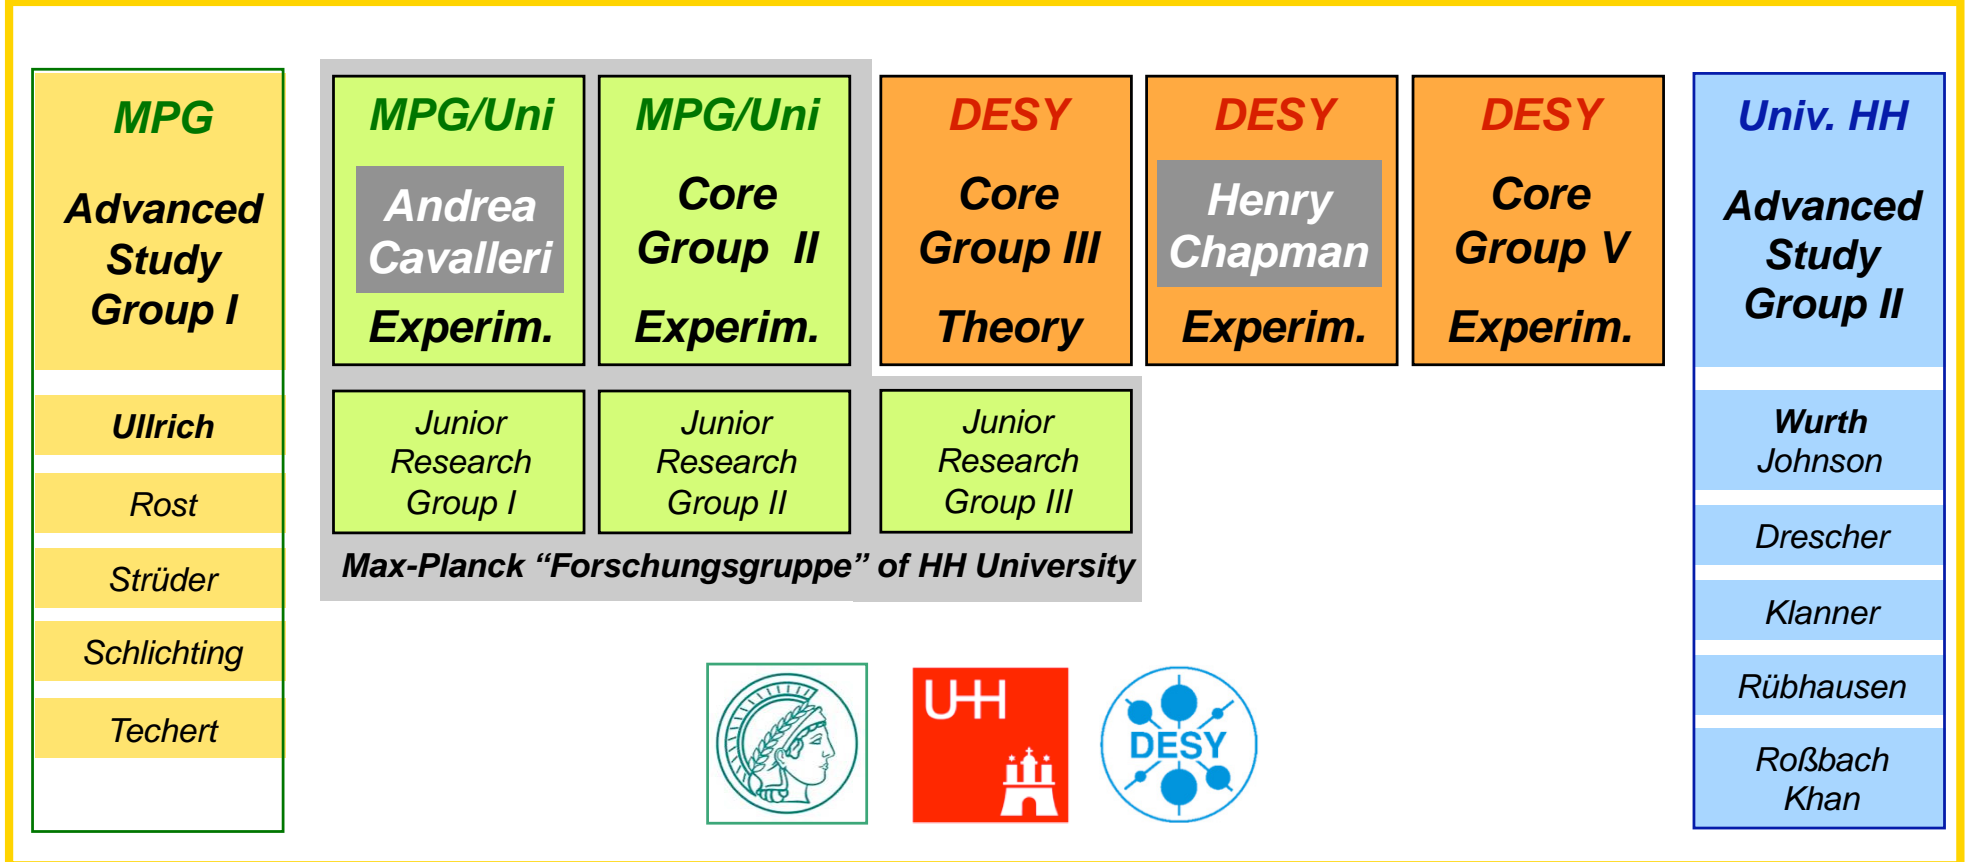 MPG
Advanced
Study
Group I
Ullrich
Rost
Strüder
Schlichting
Techert
MPG/Uni
Andrea
Cavalleri
Experim.
MPG/Uni
Core
Group II
Experim.
DESY
Core
Group III
Theory
DESY
Henry
Chapman
Experim.
DESY
Core
Group V
Experim.
Junior
Research
Group I
Junior
Research
Group II
Junior
Research
Group III
Max-Planck “Forschungsgruppe” of HH University
UHH
DESY
Univ. HH
Advanced
Study
Group II
Wurth
Johnson
Drescher
Klanner
Rübhausen
Roßbach
Khan